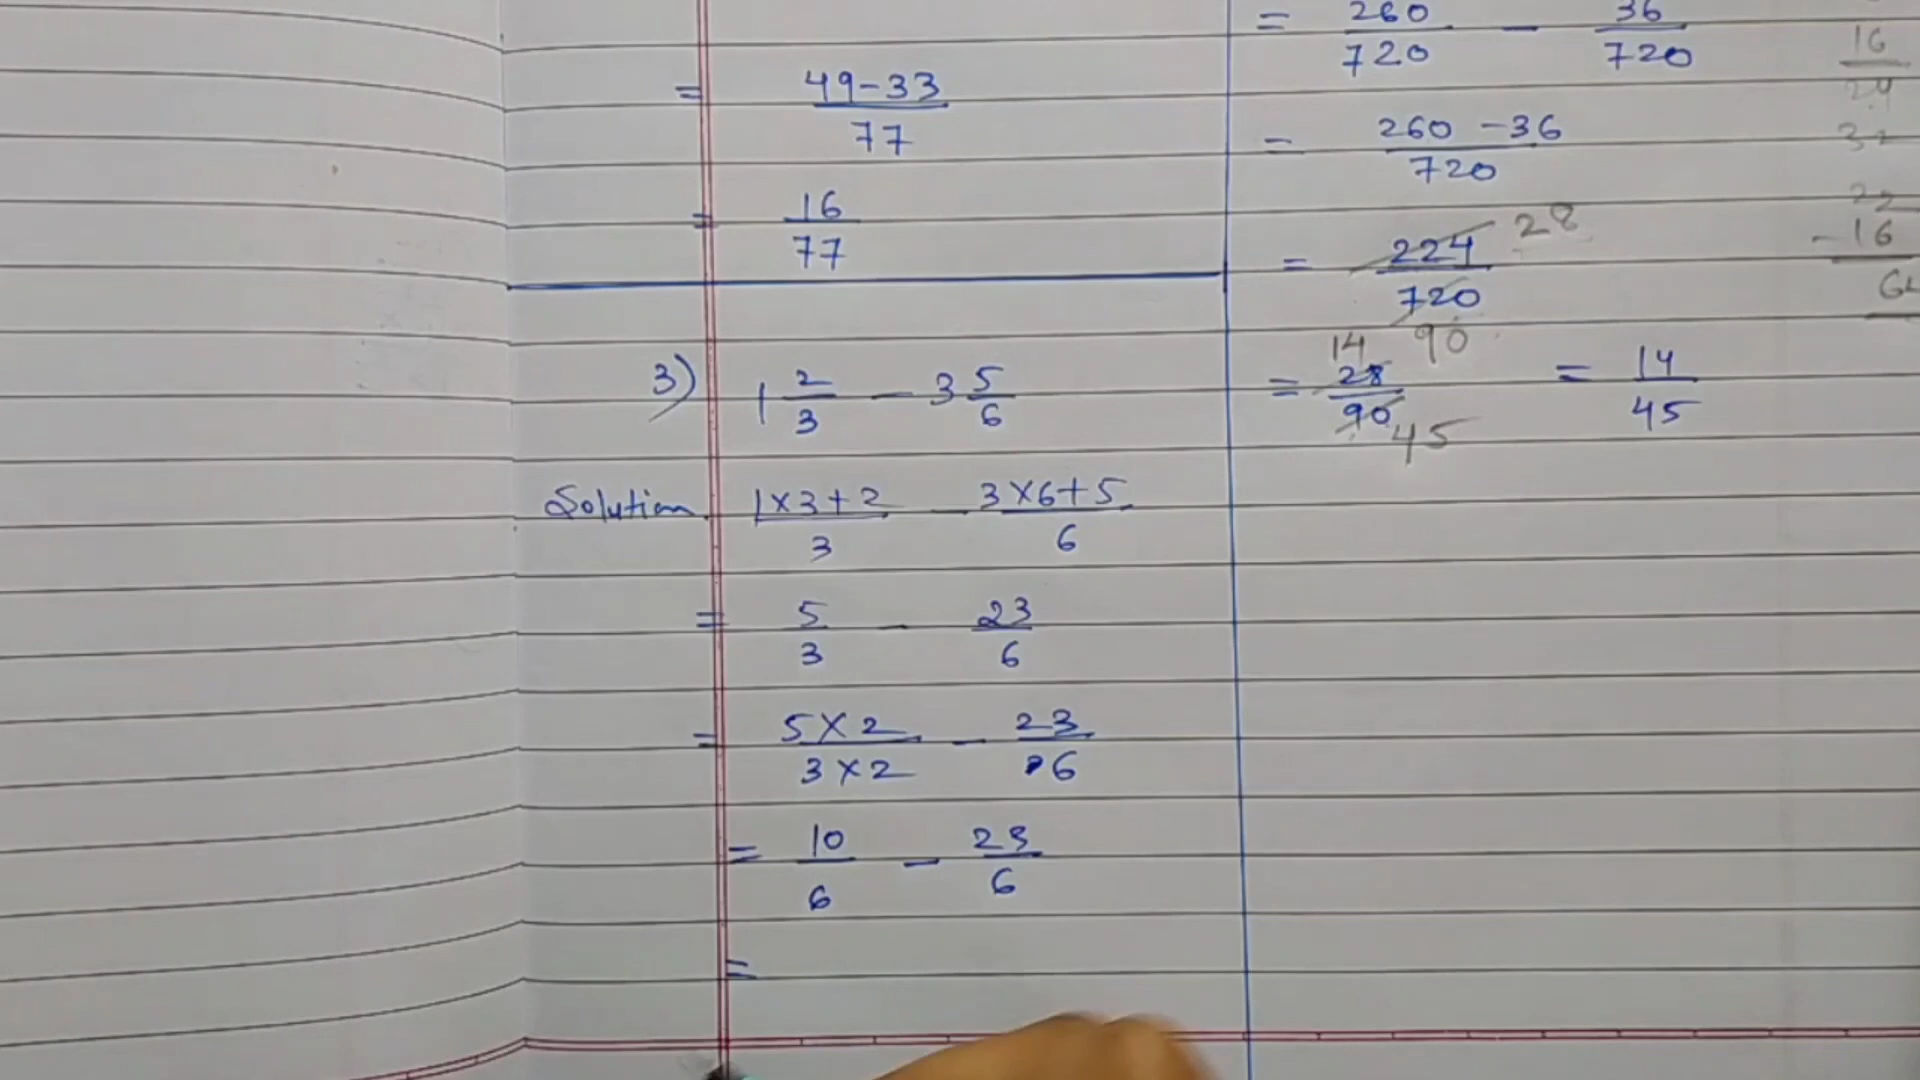 = 49-33
77
= 16
77
3) 1 2/3 - 3 5/6
Solution 1×3+2 - 3×6+5
3 6
= 5/3 - 23/6
= 5×2 - 23
3×2 6
= 10/6 - 23/6
=
= 260/720 - 36/720
= 260-36
720
= 224 28
720
90
14
= 28 = 14
90 45
45
16
24
32
- 16